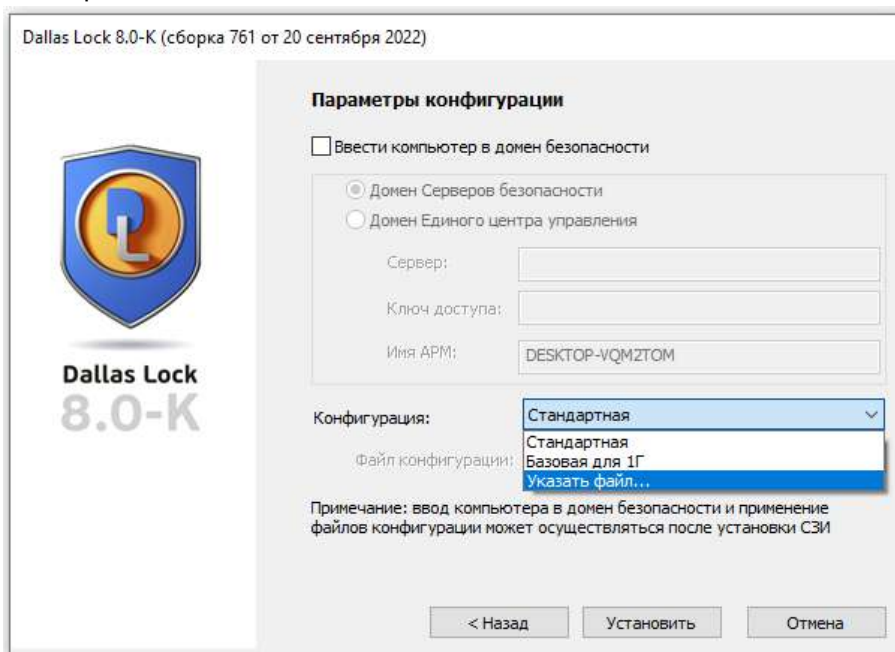 Dallas Lock 8.0-K (сборка 761 от 20 сентября 2022)
Параметры конфигурации
Ввести компьютер в домен безопасности
Домен Серверов безопасности
Домен Единого центра управления
Сервер:
Ключ доступа:
Имя АРМ: DESKTOP-VQM2TOM
DL
Dallas Lock
8.0-K
Конфигурация: Стандартная
Стандартная
Файл конфигурации: Базовая для 1Г
Указать файл...
Примечание: ввод компьютера в домен безопасности и применение
файлов конфигурации может осуществляться после установки СЗИ
< Назад Установить Отмена